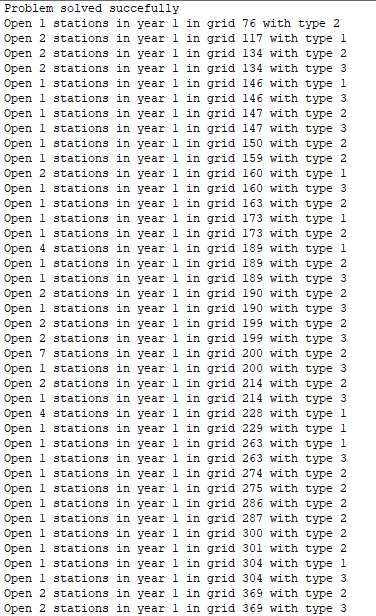 Problem solved succefully
Open 1 stations in year 1 in grid 76 with type 2
Open 2 stations in year 1 in grid 117 with type 1
Open 2 stations in year 1 in grid 134 with type 2
Open 2 stations in year 1 in grid 134 with type 3
Open 1 stations in year 1 in grid 146 with type 1
Open 1 stations in year 1 in grid 146 with type 3
Open 1 stations in year 1 in grid 147 with type 2
Open 1 stations in year 1 in grid 147 with type 3
Open 1 stations in year 1 in grid 150 with type 2
Open 1 stations in year 1 in grid 159 with type 2
Open 2 stations in year 1 in grid 160 with type 1
Open 1 stations in year 1 in grid 160 with type 3
Open 1 stations in year 1 in grid 163 with type 2
Open 1 stations in year 1 in grid 173 with type 1
Open 1 stations in year 1 in grid 173 with type 2
Open 4 stations in year 1 in grid 189 with type 1
Open 1 stations in year 1 in grid 189 with type 2
Open 1 stations in year 1 in grid 189 with type 3
Open 2 stations in year 1 in grid 190 with type 2
Open 1 stations in year 1 in grid 190 with type 3
Open 2 stations in year 1 in grid 199 with type 2
Open 2 stations in year 1 in grid 199 with type 3
Open 7 stations in year 1 in grid 200 with type 2
Open 1 stations in year 1 in grid 200 with type 3
Open 2 stations in year 1 in grid 214 with type 2
Open 1 stations in year 1 in grid 214 with type 3
Open 4 stations in year 1 in grid 228 with type 1
Open 1 stations in year 1 in grid 229 with type 1
Open 1 stations in year 1 in grid 263 with type 1
Open 1 stations in year 1 in grid 263 with type 3
Open 1 stations in year 1 in grid 274 with type 2
Open 1 stations in year 1 in grid 275 with type 2
Open 1 stations in year 1 in grid 286 with type 2
Open 1 stations in year 1 in grid 287 with type 2
Open 1 stations in year 1 in grid 300 with type 2
Open 1 stations in year 1 in grid 301 with type 2
Open 1 stations in year 1 in grid 304 with type 1
Open 1 stations in year 1 in grid 304 with type 3
Open 2 stations in year 1 in grid 369 with type 2
Open 2 stations in year 1 in grid 369 with type 3